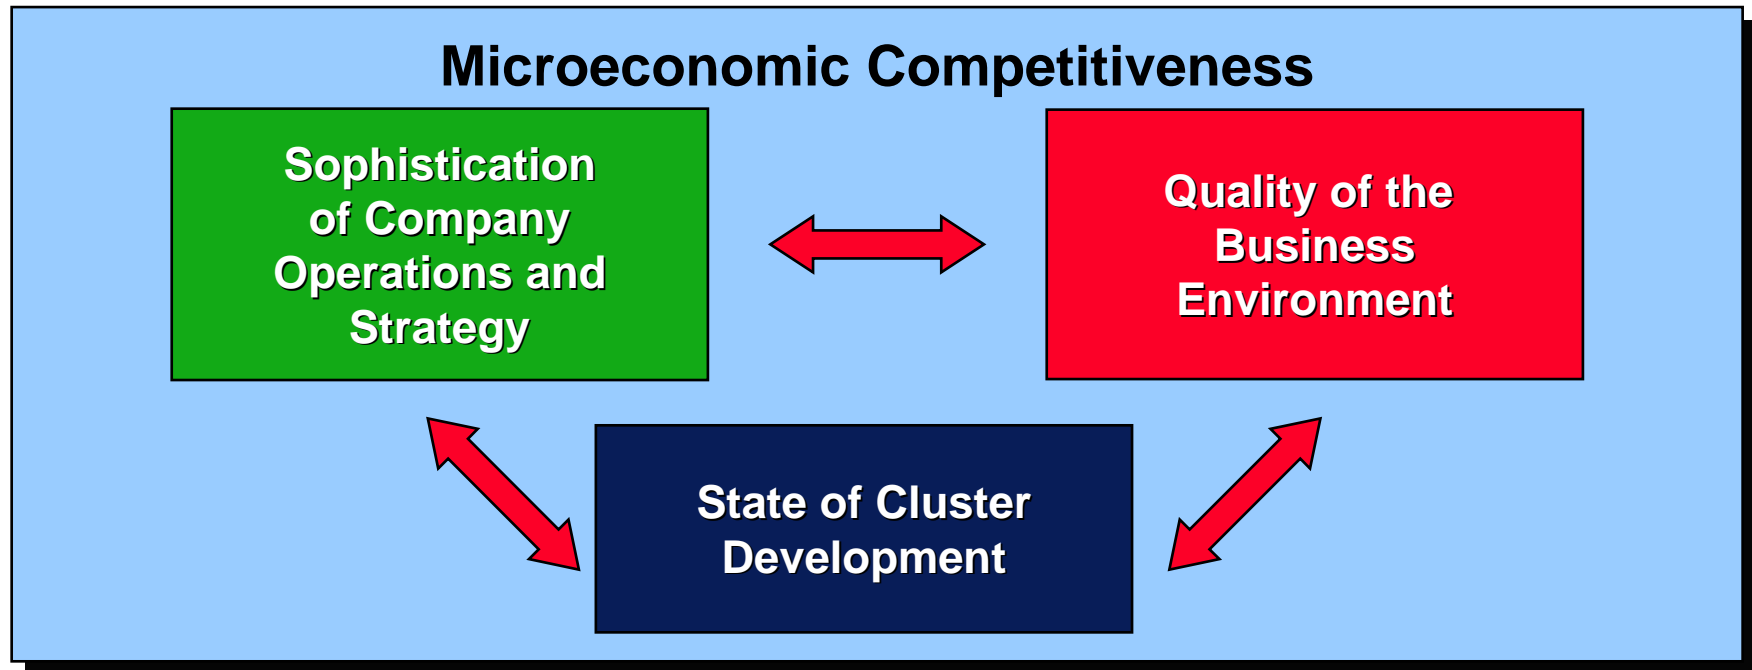 Microeconomic Competitiveness
Sophistication
of Company
Operations and
Strategy
Quality of the
Business
Environment
State of Cluster
Development